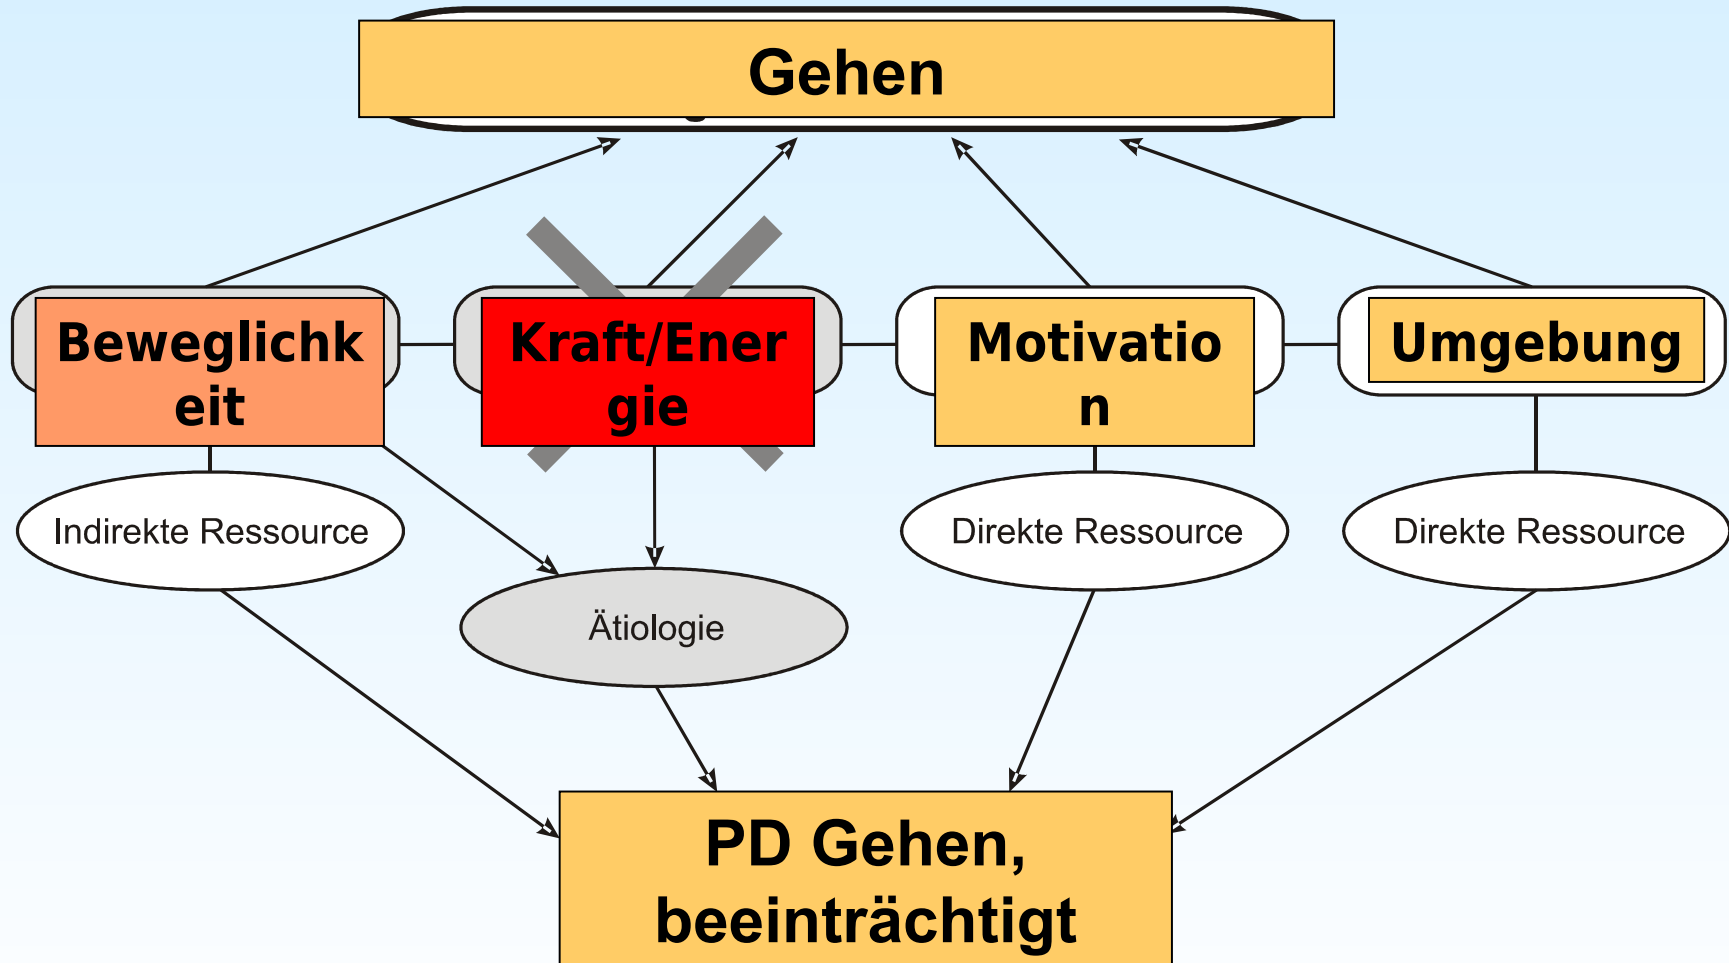 Gehen
Beweglichk
eit
Kraft/Ener
gie
Motivatio
n
Umgebung
Indirekte Ressource
Direkte Ressource
Direkte Ressource
Ätiologie
PD Gehen,
beeinträchtigt